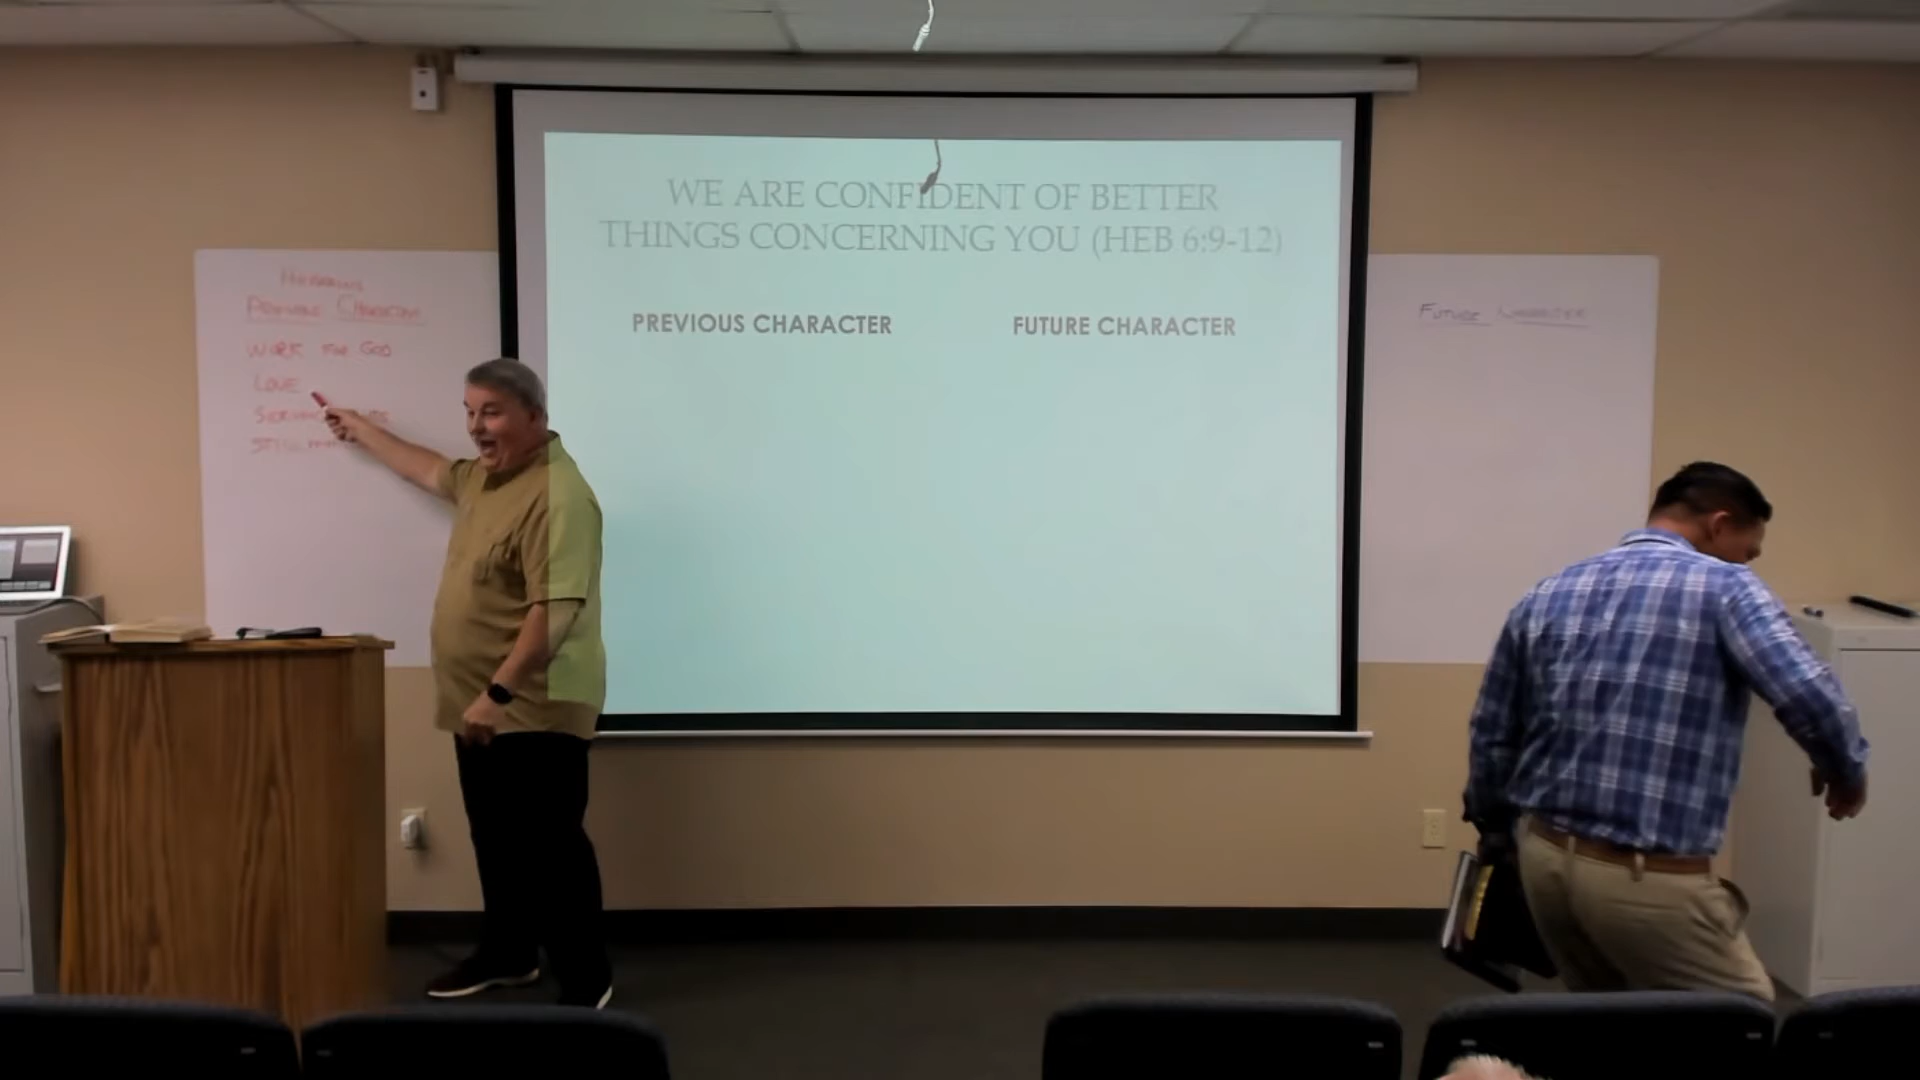 WE ARE CONFIDENT OF BETTER
THINGS CONCERNING YOU (HEB 6:9-12)
PREVIOUS CHARACTER
FUTURE CHARACTER
HEBREWS
PREVIOUS CHARACTER
WORK FOR GOD
LOVE
STILL
FUTURE CHARACTER